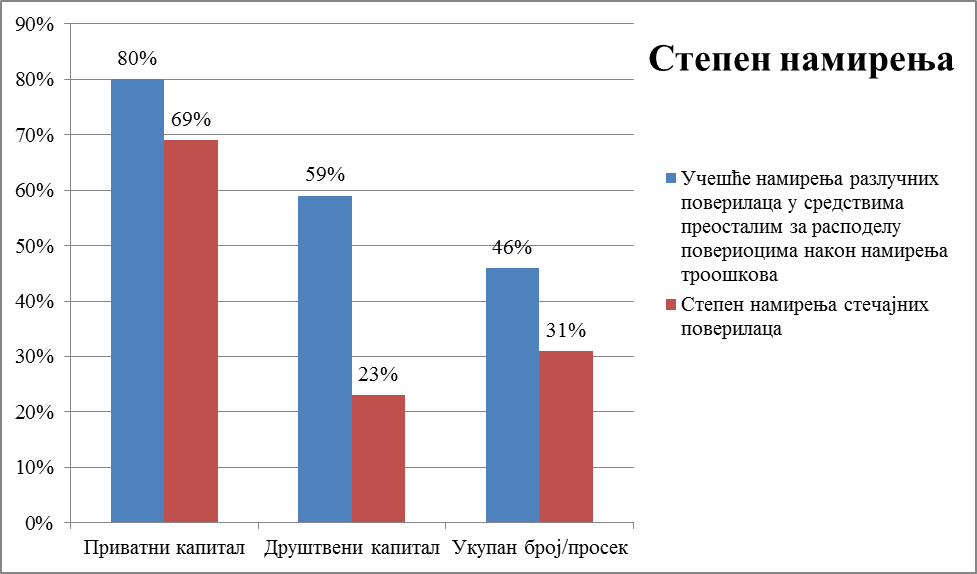 Степен намирења
90%
80%
70%
60%
50%
40%
30%
20%
10%
0%
80%
69%
59%
23%
46%
31%
Приватни капитал
Друштвени капитал
Укупан број/просек
Учешће намирења разлучних
поверилаца у средствима
преосталим за расподелу
повериоцима након намирења
троошкова
Степен намирења стечајних
поверилаца